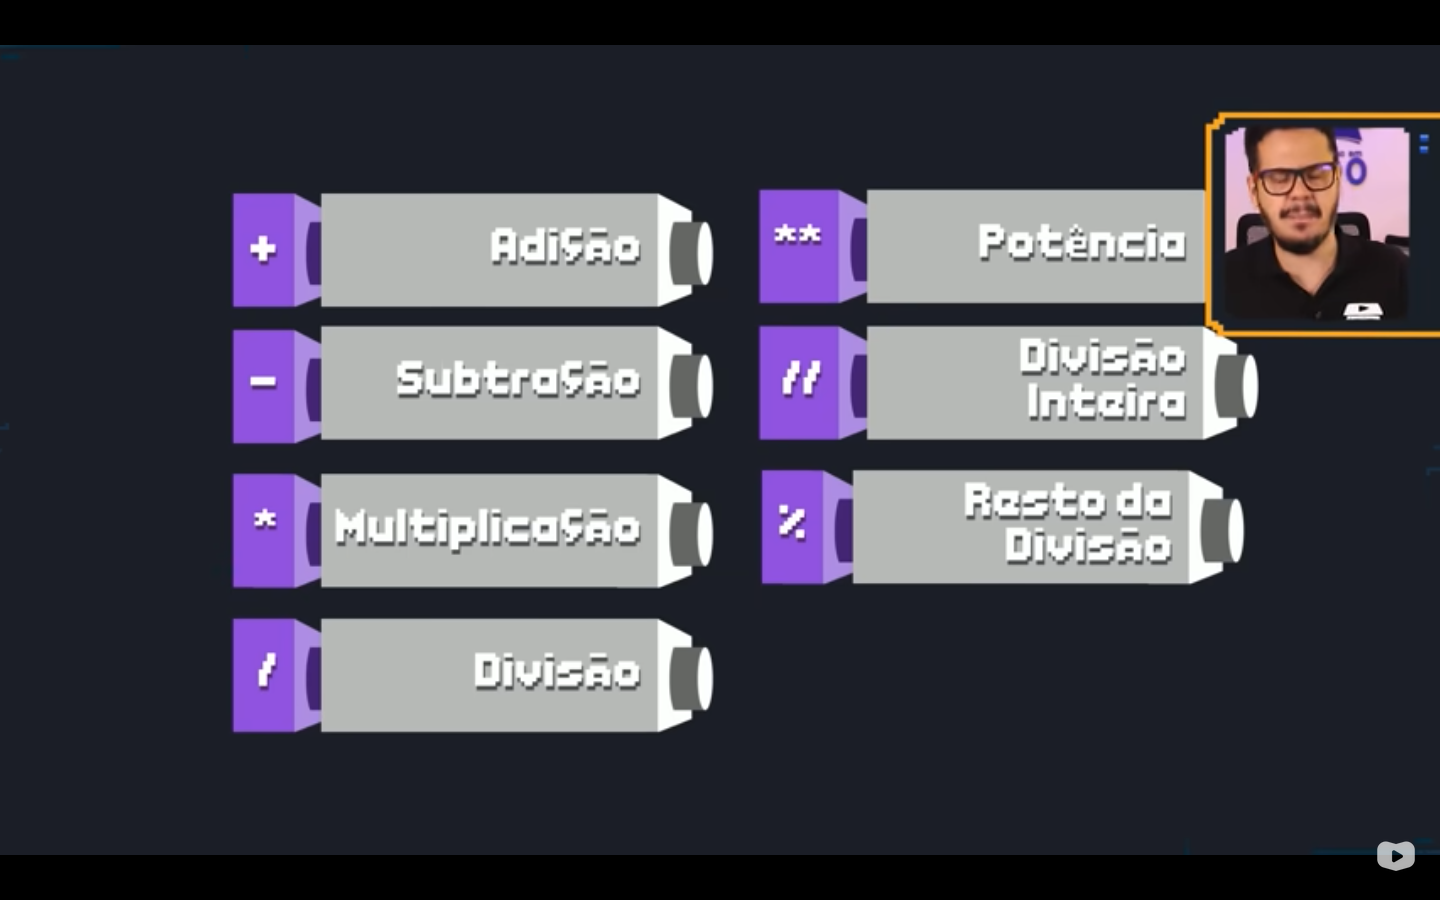 + Adição
- Subtração
* Multiplicação
/ Divisão
** Potência
// Divisão
Inteira
% Resto da
Divisão